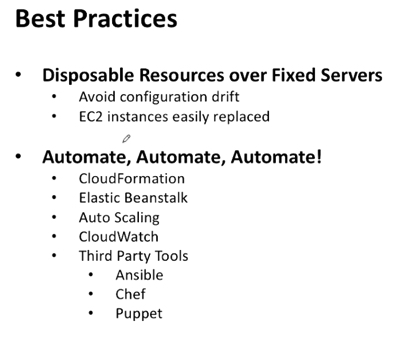 Best Practices
• Disposable Resources over Fixed Servers
• Avoid configuration drift
• EC2 instances easily replaced
• Automate, Automate, Automate!
• CloudFormation
• Elastic Beanstalk
• Auto Scaling
• CloudWatch
• Third Party Tools
• Ansible
• Chef
• Puppet